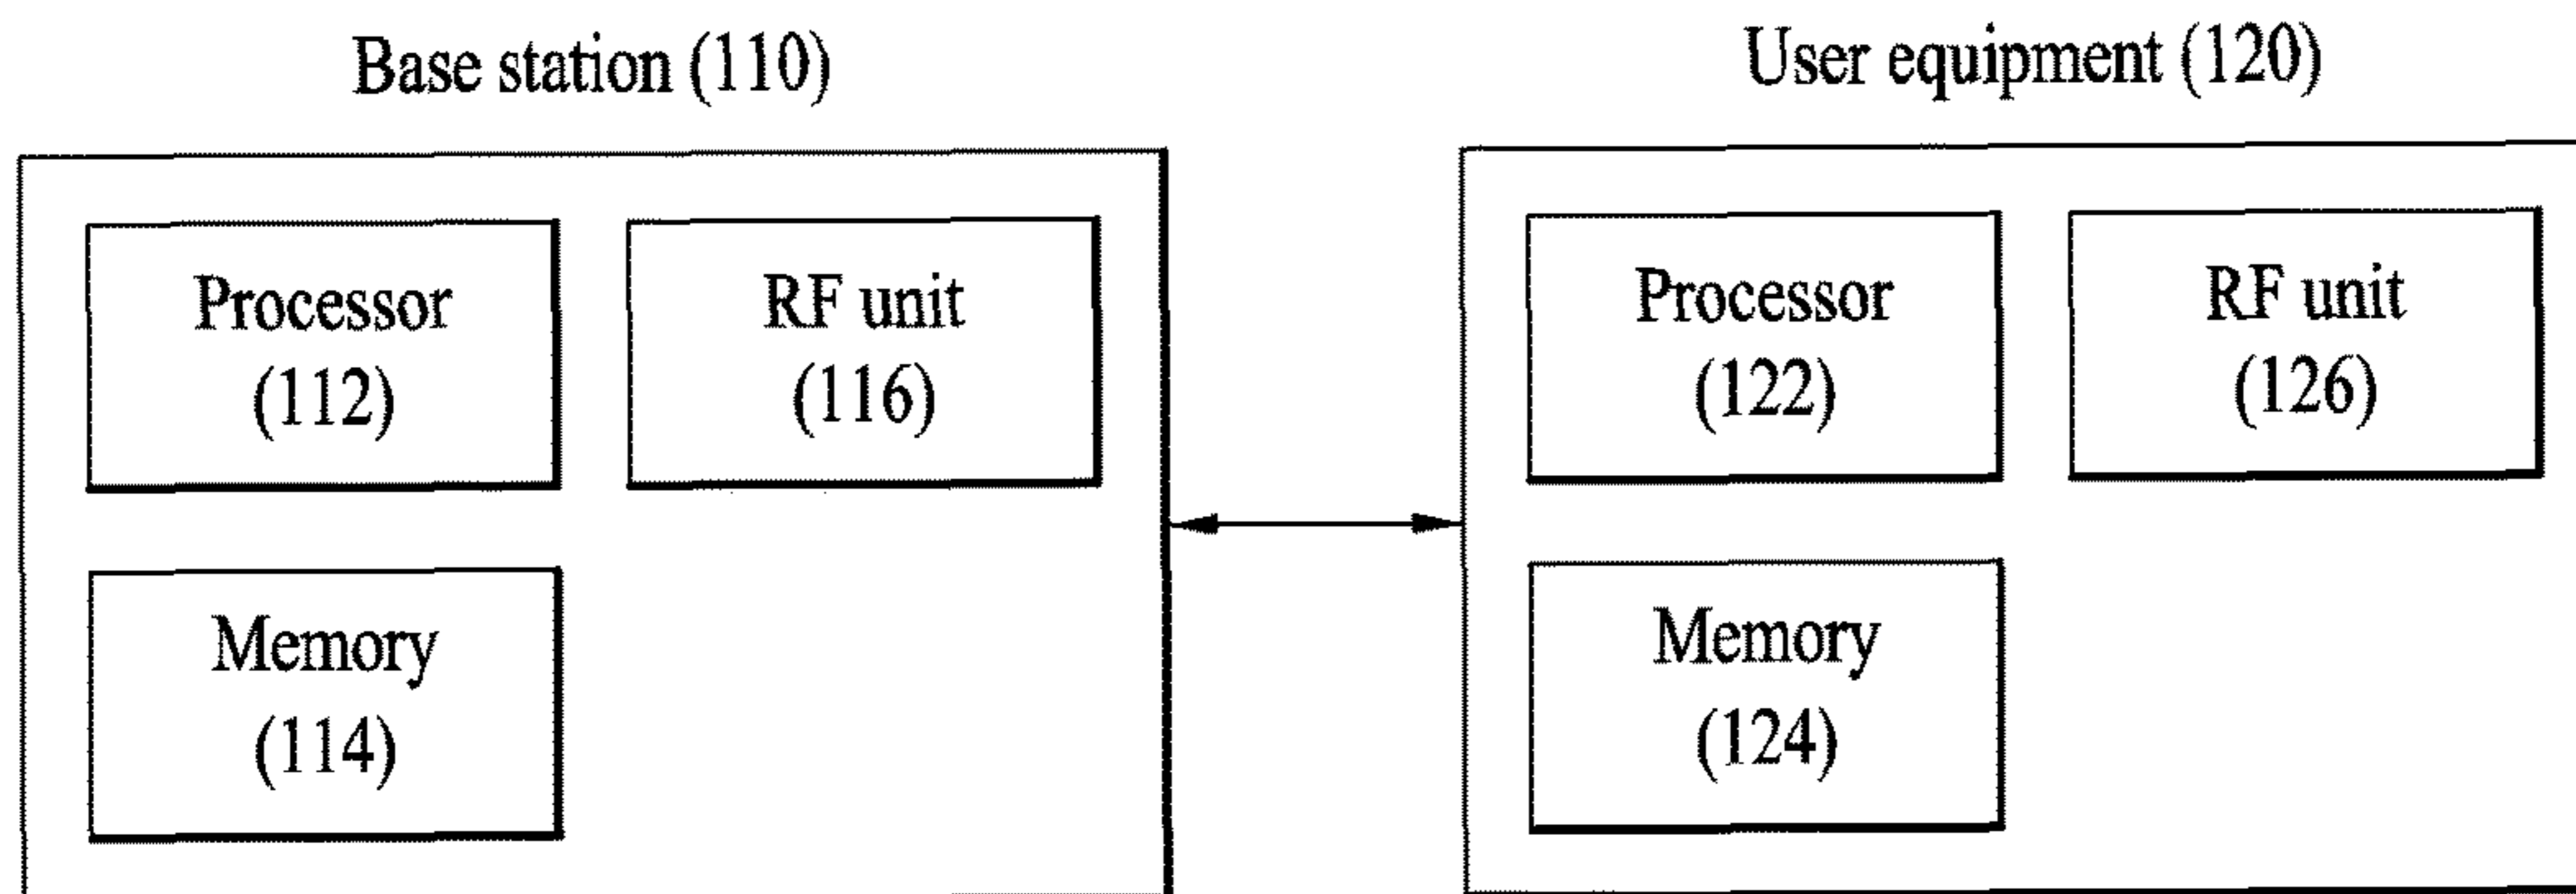 Base station (110)
User equipment (120)
Processor
(112)
RF unit
(116)
Memory
(114)
Processor
(122)
RF unit
(126)
Memory
(124)